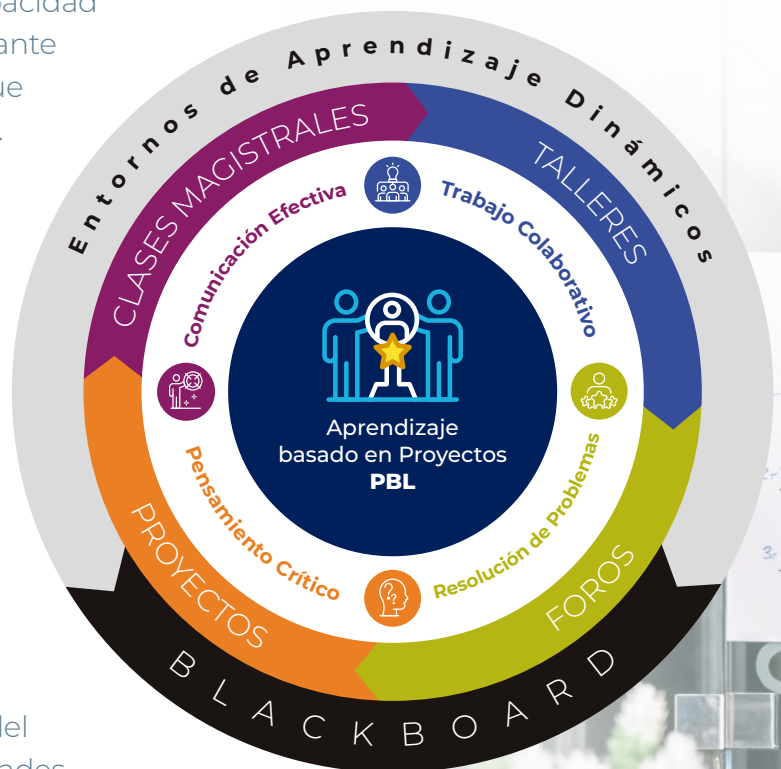 Entornos de Aprendizaje Dinámicos
CLASES MAGISTRALES
TALLERES
Comunicación Efectiva
Trabajo Colaborativo
Aprendizaje
basado en Proyectos
PBL
Pensamiento Crítico
Resolución de Problemas
PROYECTOS
FOROS
BLACKBOARD